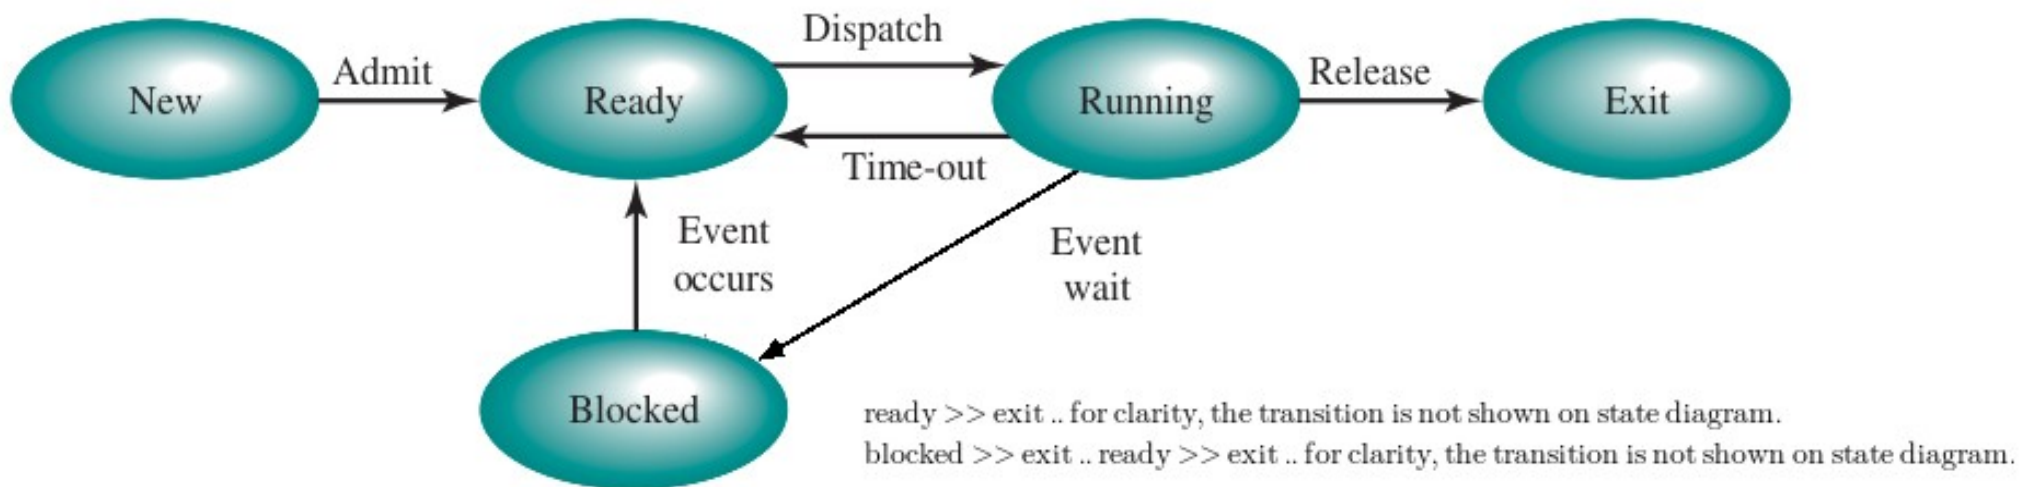 Dispatch
Admit
Release
New
Ready
Running
Exit
Time-out
Event
occurs
Event
wait
Blocked
ready >> exit .. for clarity, the transition is not shown on state diagram.
blocked >> exit .. ready >> exit .. for clarity, the transition is not shown on state diagram.